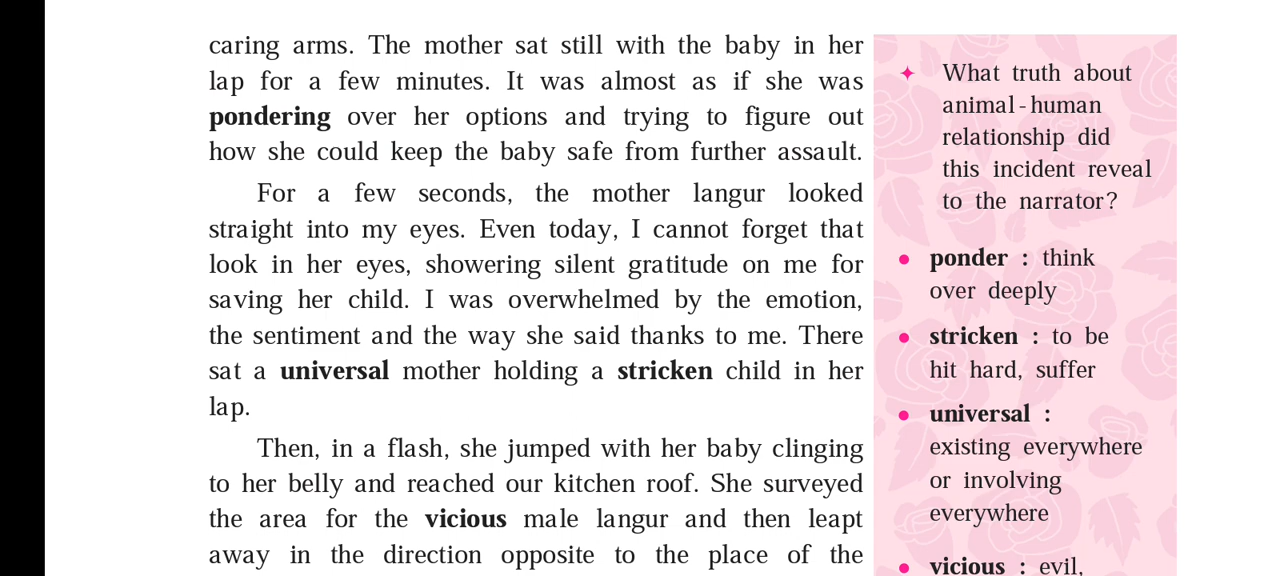 caring arms. The mother sat still with the baby in her
lap for a few minutes. It was almost as if she was
pondering over her options and trying to figure out
how she could keep the baby safe from further assault.
For a few seconds, the mother langur looked
straight into my eyes. Even today, I cannot forget that
look in her eyes, showering silent gratitude on me for
saving her child. I was overwhelmed by the emotion,
the sentiment and the way she said thanks to me. There
sat a universal mother holding a stricken child in her
lap.
Then, in a flash, she jumped with her baby clinging
to her belly and reached our kitchen roof. She surveyed
the area for the vicious male langur and then leapt
away in the direction opposite to the place of the
What truth about
animal-human
relationship did
this incident reveal
to the narrator?
ponder : think
over deeply
stricken : to be
hit hard, suffer
universal :
existing everywhere
or involving
everywhere
vicious : evil,